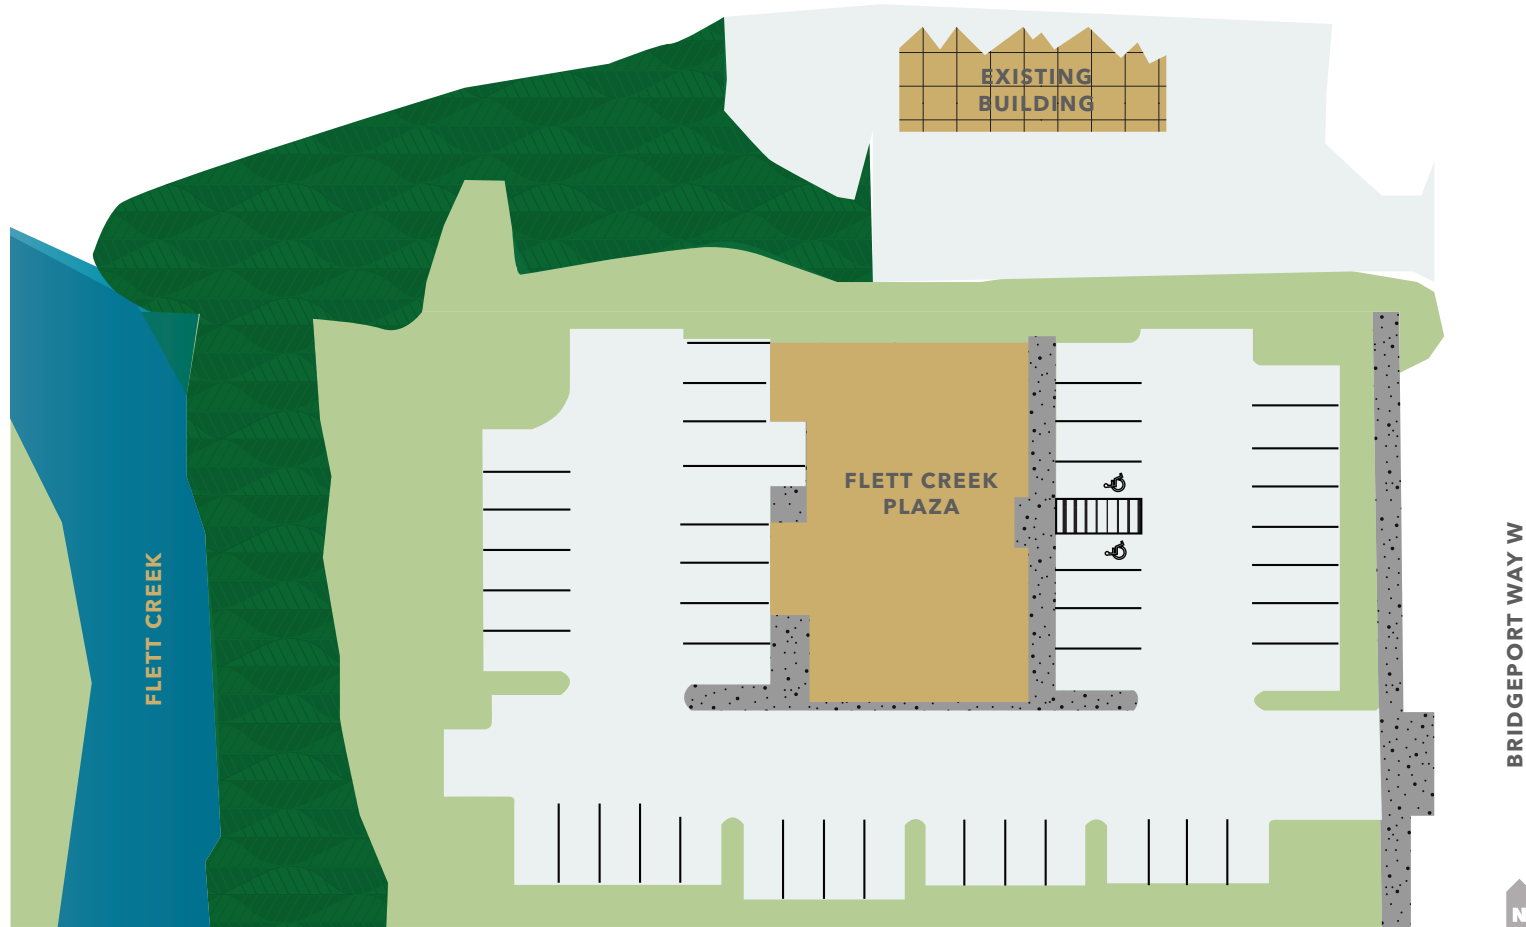 EXISTING
BUILDING
FLETT CREEK
PLAZA
FLETT CREEK
BRIDGEPORT WAY W
N